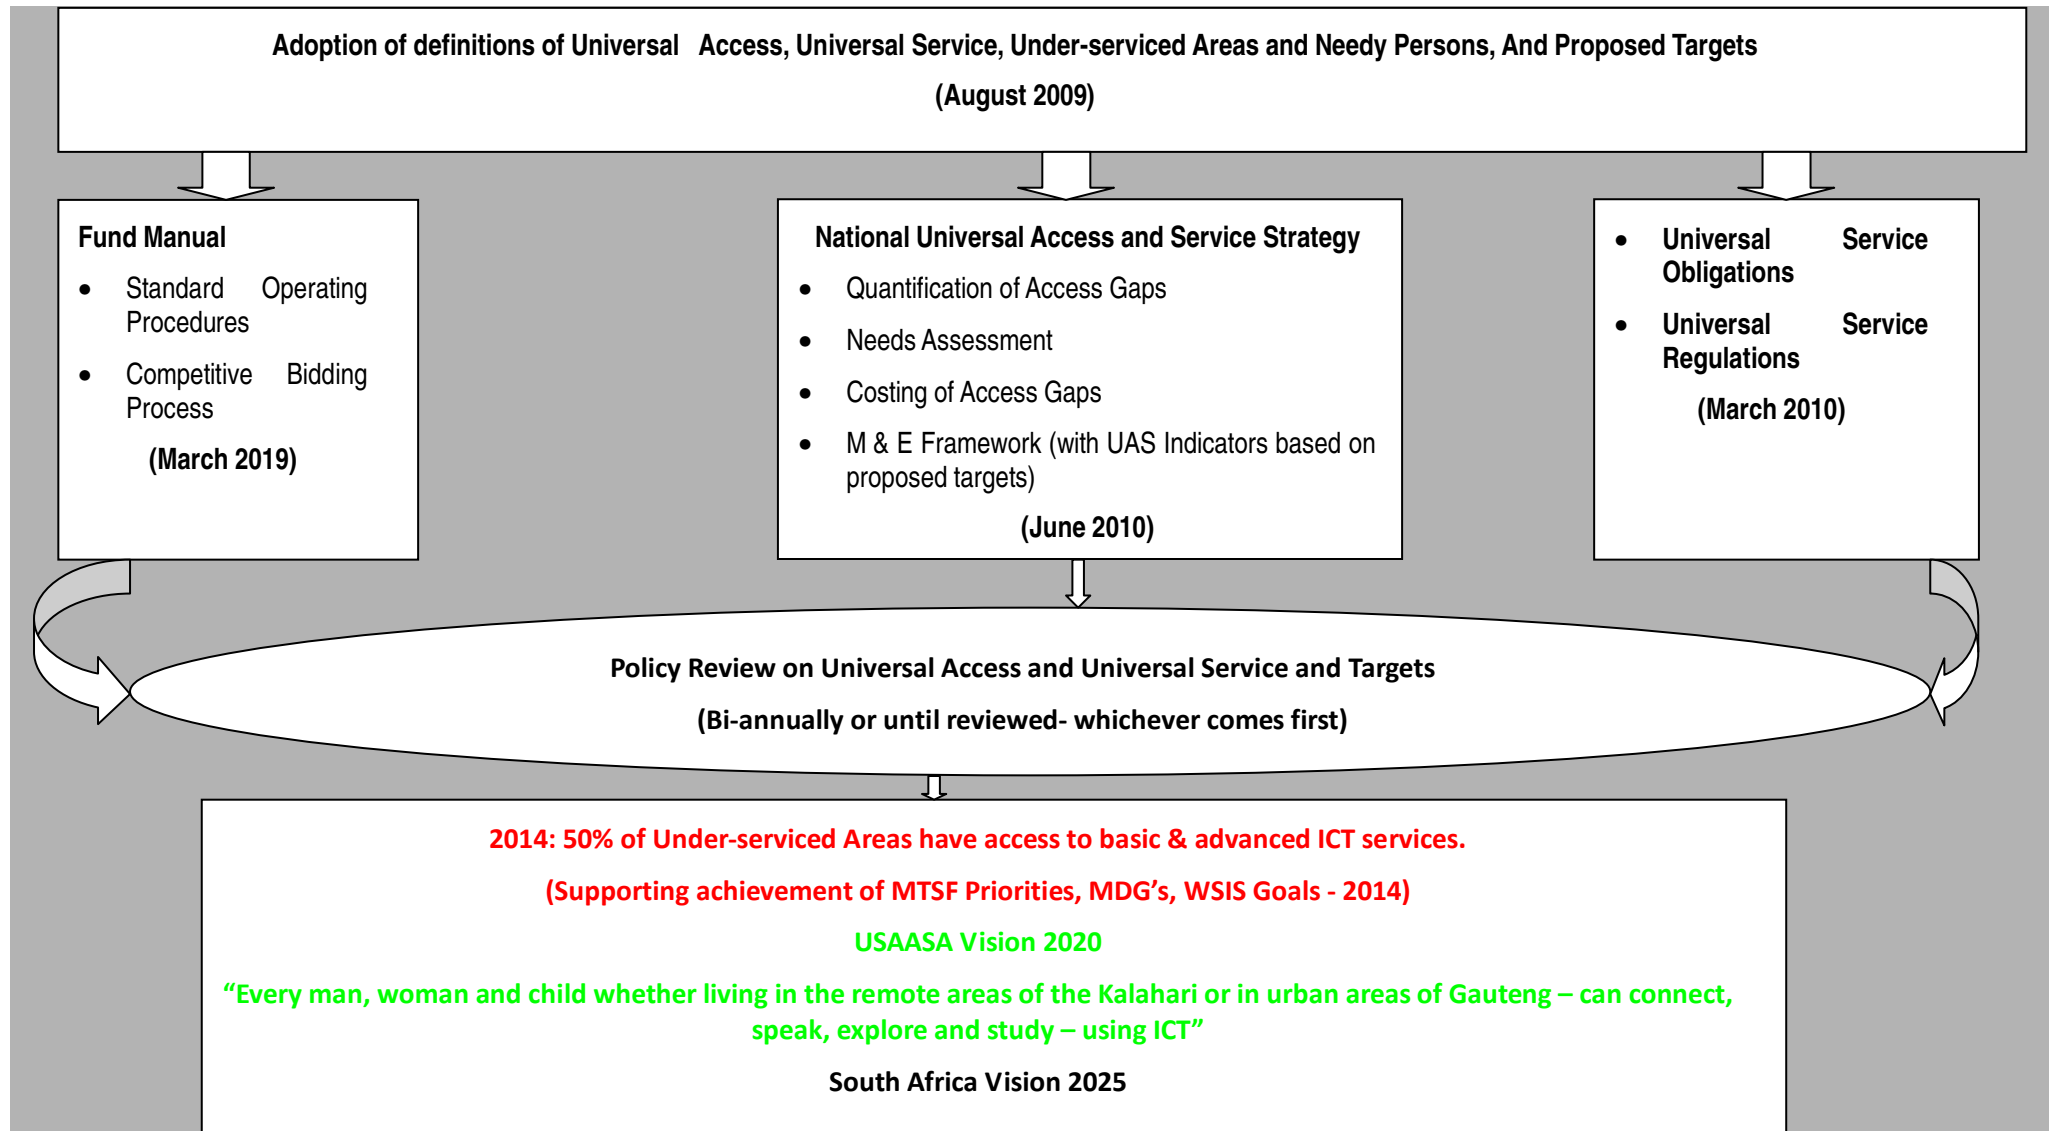 Adoption of definitions of Universal Access, Universal Service, Under-serviced Areas and Needy Persons, And Proposed Targets
(August 2009)
Fund Manual
• Standard Operating
Procedures
• Competitive Bidding
Process
(March 2019)
National Universal Access and Service Strategy
• Quantification of Access Gaps
• Needs Assessment
• Costing of Access Gaps
• M & E Framework (with UAS Indicators based on
proposed targets)
(June 2010)
• Universal Service
Obligations
• Universal Service
Regulations
(March 2010)
Policy Review on Universal Access and Universal Service and Targets
(Bi-annually or until reviewed- whichever comes first)
2014: 50% of Under-serviced Areas have access to basic & advanced ICT services.
(Supporting achievement of MTSF Priorities, MDG’s, WSIS Goals - 2014)
USAASA Vision 2020
“Every man, woman and child whether living in the remote areas of the Kalahari or in urban areas of Gauteng – can connect,
speak, explore and study – using ICT”
South Africa Vision 2025